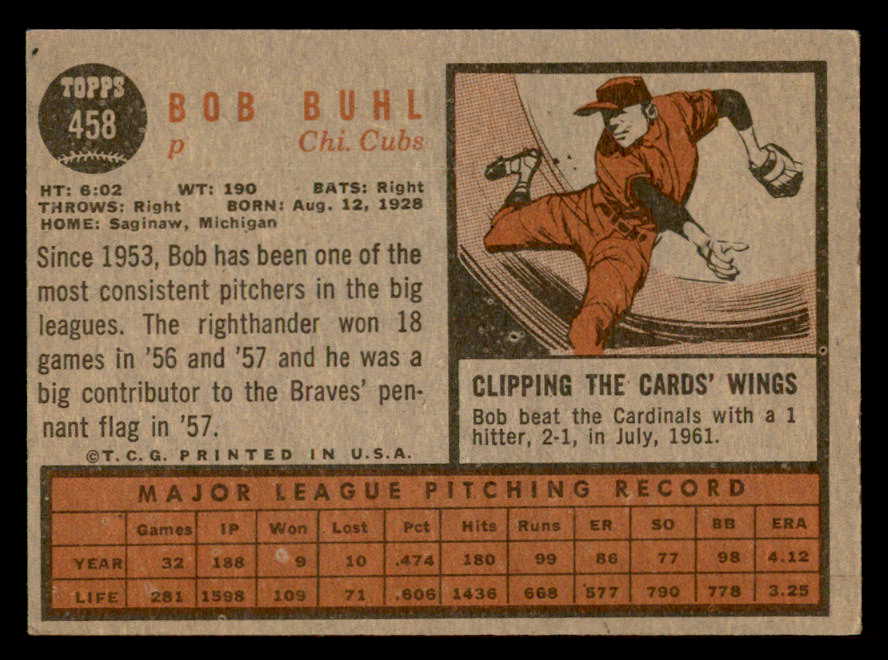 TOPPS
458
BOB BUHL
p Chi. Cubs
HT: 6:02 WT: 190 BATS: Right
THROWS: Right BORN: Aug. 12, 1928
HOME: Saginaw, Michigan
Since 1953, Bob has been one of the
most consistent pitchers in the big
leagues. The righthander won 18
games in '56 and '57 and he was a
big contributor to the Braves' pen-
nant flag in '57.
©T.C.G. PRINTED IN U.S.A.
CLIPPING THE CARDS' WINGS
Bob beat the Cardinals with a 1
hitter, 2-1, in July, 1961.
MAJOR LEAGUE PITCHING RECORD
Games IP Won Lost Pct Hits Runs ER SO BB ERA
YEAR 32 188 9 10 .474 180 99 86 77 98 4.12
LIFE 281 1598 109 71 .606 1436 668 577 790 778 3.25